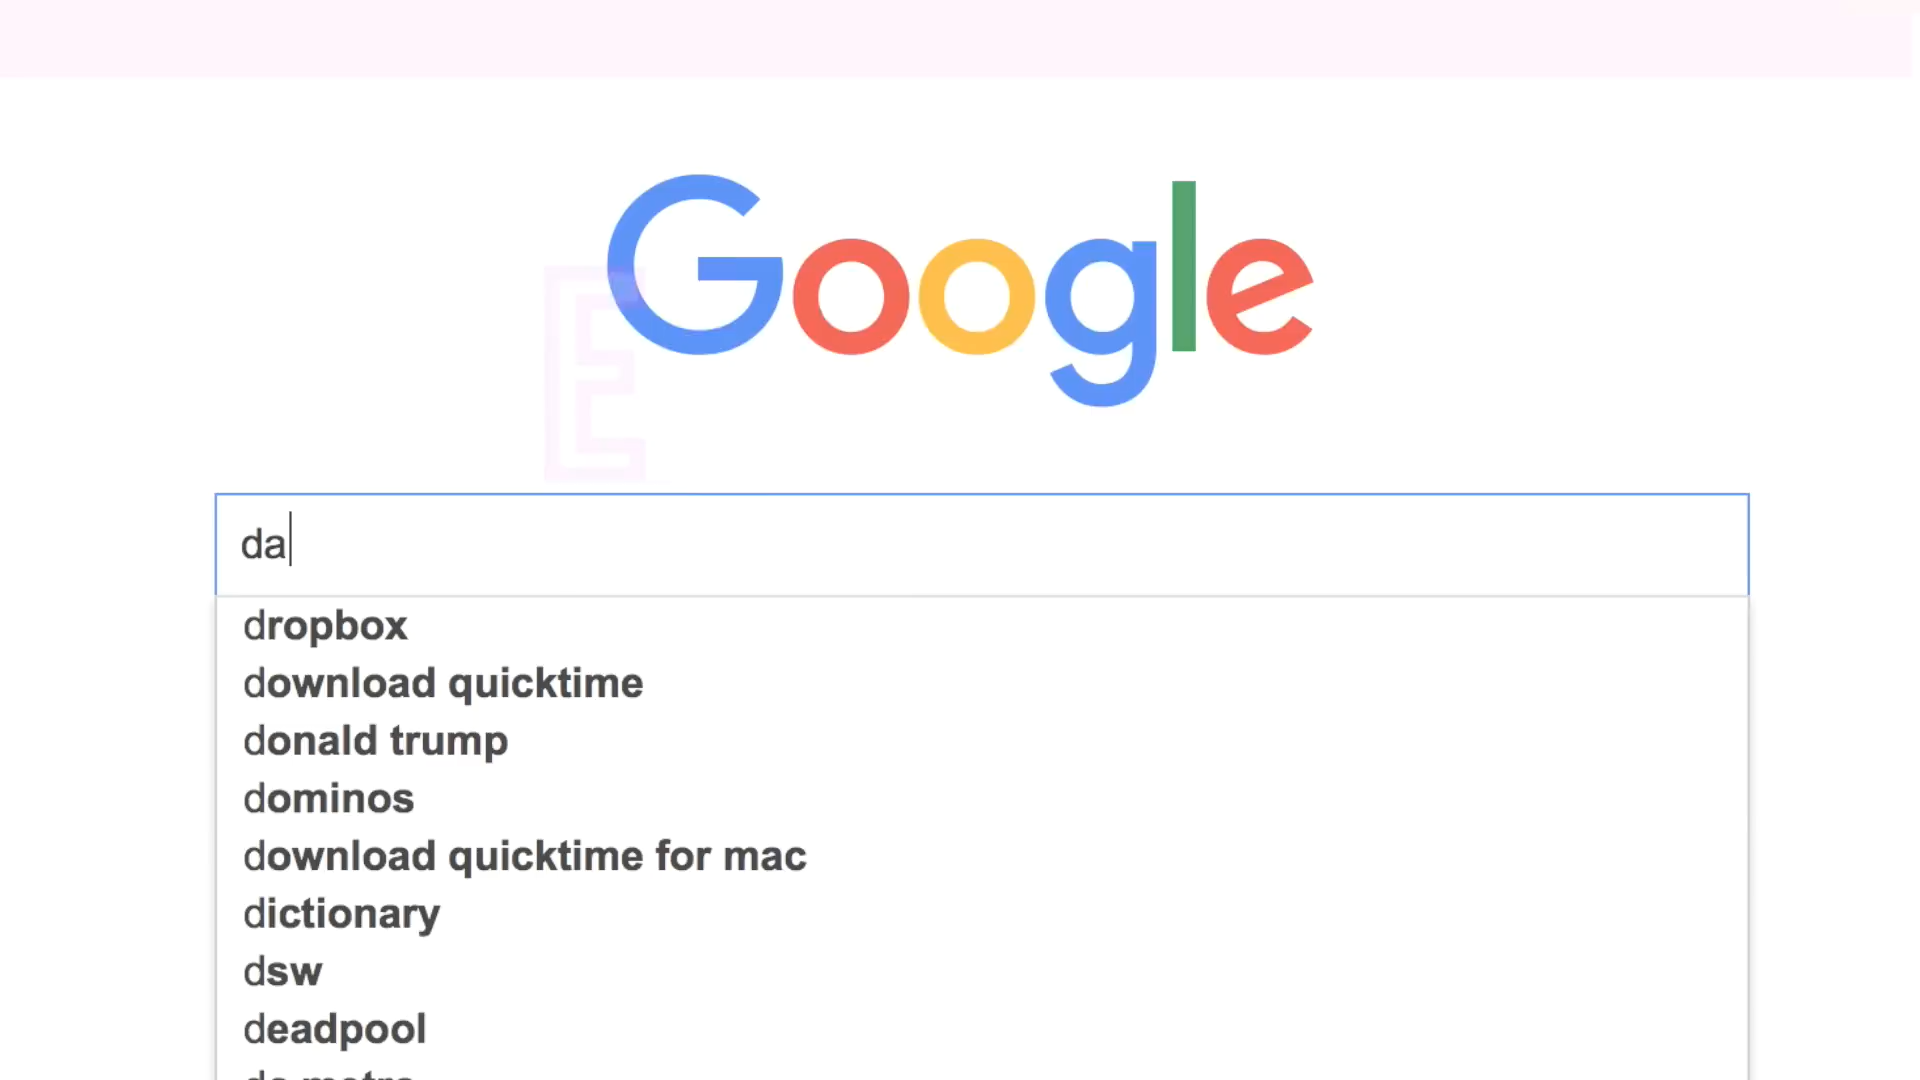 Google
E
da
dropbox
download quicktime
donald trump
dominos
download quicktime for mac
dictionary
dsw
deadpool